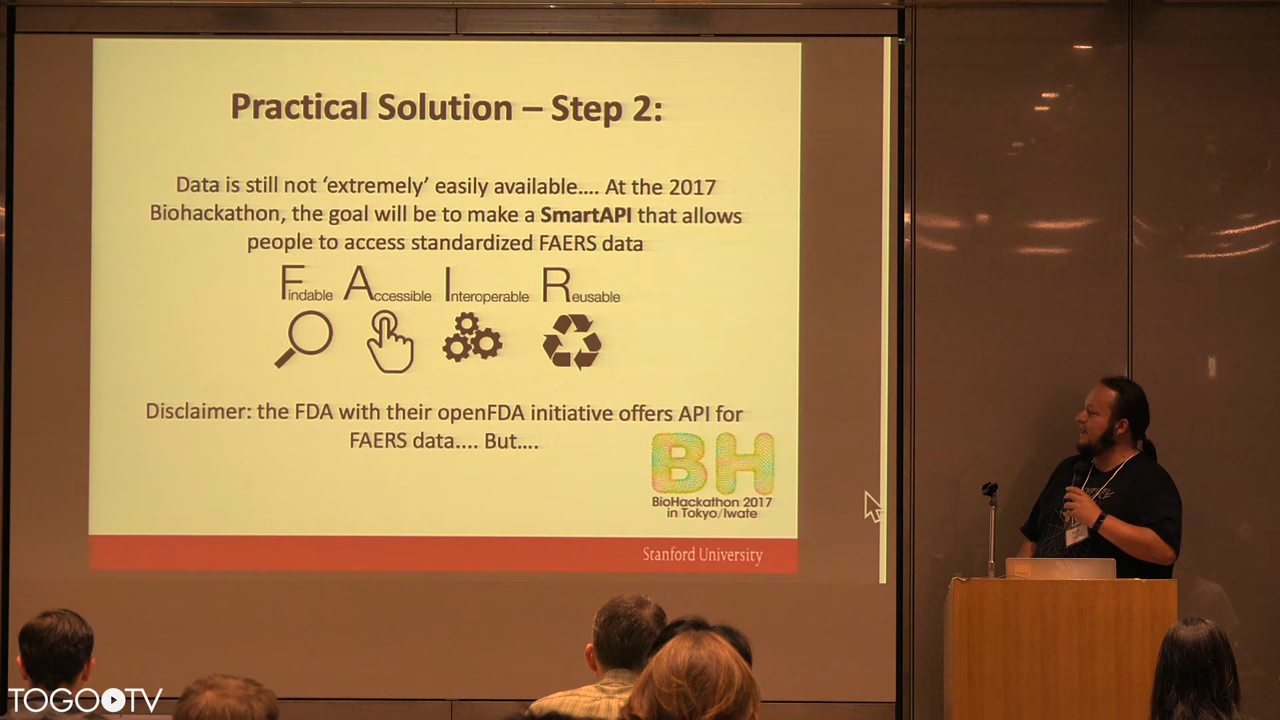 Practical Solution – Step 2:
Data is still not ‘extremely’ easily available.... At the 2017
Biohackathon, the goal will be to make a SmartAPI that allows
people to access standardized FAERS data
Findable Accessible Interoperable Reusable
Disclaimer: the FDA with their openFDA initiative offers API for
FAERS data.... But....
BH
BioHackathon 2017
in Tokyo/Iwate
Stanford University
TOGOTV